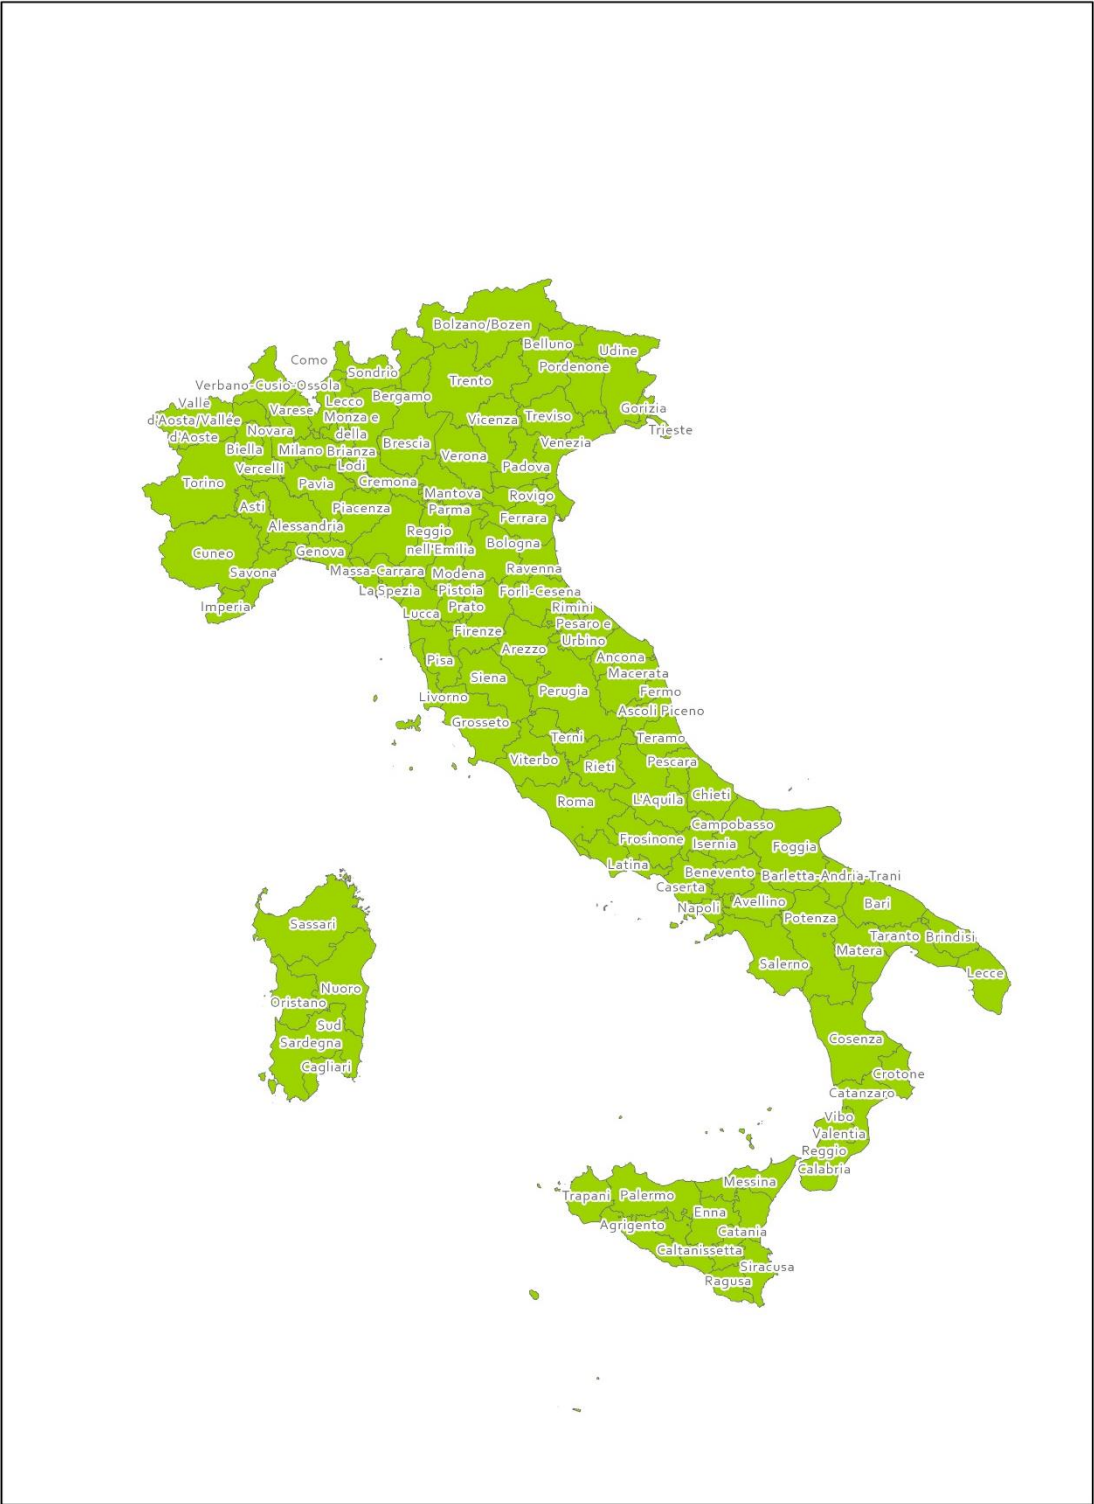 Bolzano/Bozen
Belluno
Udine
Como
Sondrio
Pordenone
Trento
Verbano-Cusio-Ossola
Bergamo
Valle
d'Aosta/Vallée
d'Aoste
Varese
Lecco
Monza e
della
Brianza
Gorizia
Trieste
Vicenza
Treviso
Novara
Biella
Milano
Brescia
Verona
Venezia
Vercelli
Lodi
Padova
Torino
Pavia
Cremona
Mantova
Rovigo
Asti
Piacenza
Parma
Ferrara
Alessandria
Reggio
nell'Emilia
Bologna
Cuneo
Genova
Savona
Massa-Carrara
Modena
Ravenna
La Spezia
Pistoia
Forlì-Cesena
Imperia
Lucca
Prato
Rimini
Firenze
Pesaro e
Urbino
Arezzo
Pisa
Ancona
Siena
Macerata
Livorno
Perugia
Fermo
Grosseto
Ascoli Piceno
Terni
Teramo
Viterbo
Rieti
Pescara
Roma
L'Aquila
Chieti
Campobasso
Frosinone
Isernia
Foggia
Latina
Benevento
Barletta-Andria-Trani
Caserta
Napoli
Avellino
Bari
Potenza
Sassari
Taranto
Brindisi
Matera
Salerno
Lecce
Nuoro
Oristano
Sud
Sardegna
Cagliari
Cosenza
Crotone
Catanzaro
Vibo
Valentia
Reggio
Calabria
Messina
Trapani
Palermo
Enna
Agrigento
Catania
Caltanissetta
Siracusa
Ragusa